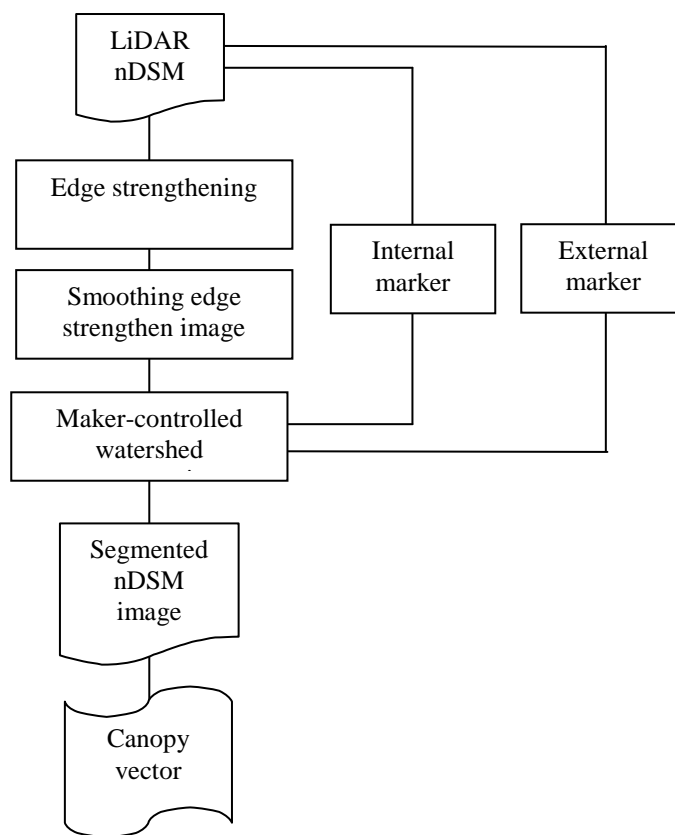 LiDAR
nDSM
Edge strengthening
Internal
marker
External
marker
Smoothing edge
strengthen image
Maker-controlled
watershed
Segmented
nDSM
image
Canopy
vector